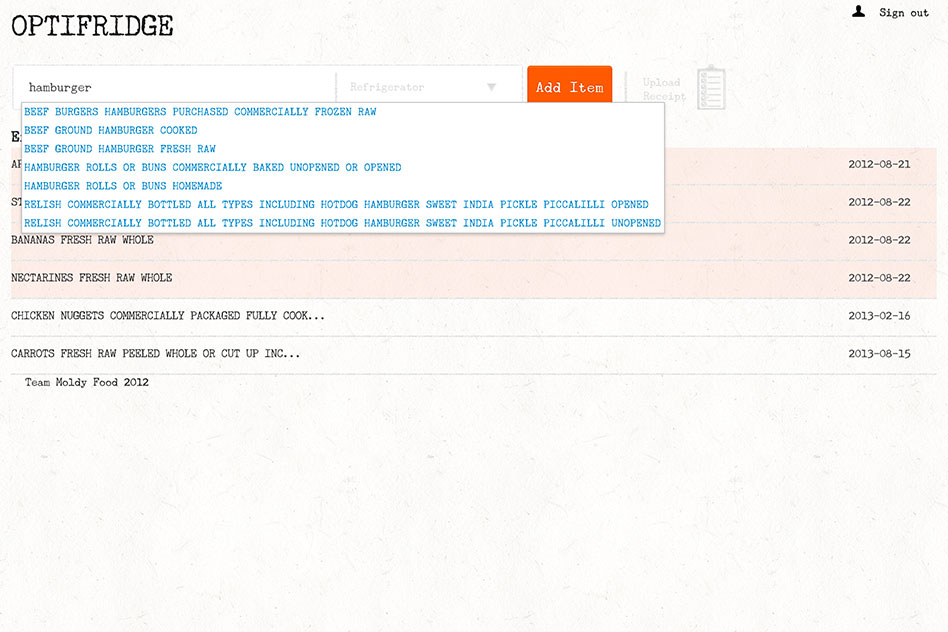 OPTIFRIDGE
Sign out
hamburger
Refrigerator
Add Item
Upload
Receipt
BEEF BURGERS HAMBURGERS PURCHASED COMMERCIALLY FROZEN RAW
BEEF GROUND HAMBURGER COOKED
BEEF GROUND HAMBURGER FRESH RAW
HAMBURGER ROLLS OR BUNS COMMERCIALLY BAKED UNOPENED OR OPENED
HAMBURGER ROLLS OR BUNS HOMEMADE
RELISH COMMERCIALLY BOTTLED ALL TYPES INCLUDING HOTDOG HAMBURGER SWEET INDIA PICKLE PICCALILLI OPENED
RELISH COMMERCIALLY BOTTLED ALL TYPES INCLUDING HOTDOG HAMBURGER SWEET INDIA PICKLE PICCALILLI UNOPENED
2012-08-21
2012-08-22
BANANAS FRESH RAW WHOLE 2012-08-22
NECTARINES FRESH RAW WHOLE 2012-08-22
CHICKEN NUGGETS COMMERCIALLY PACKAGED FULLY COOK... 2013-02-16
CARROTS FRESH RAW PEELED WHOLE OR CUT UP INC... 2013-08-15
Team Moldy Food 2012